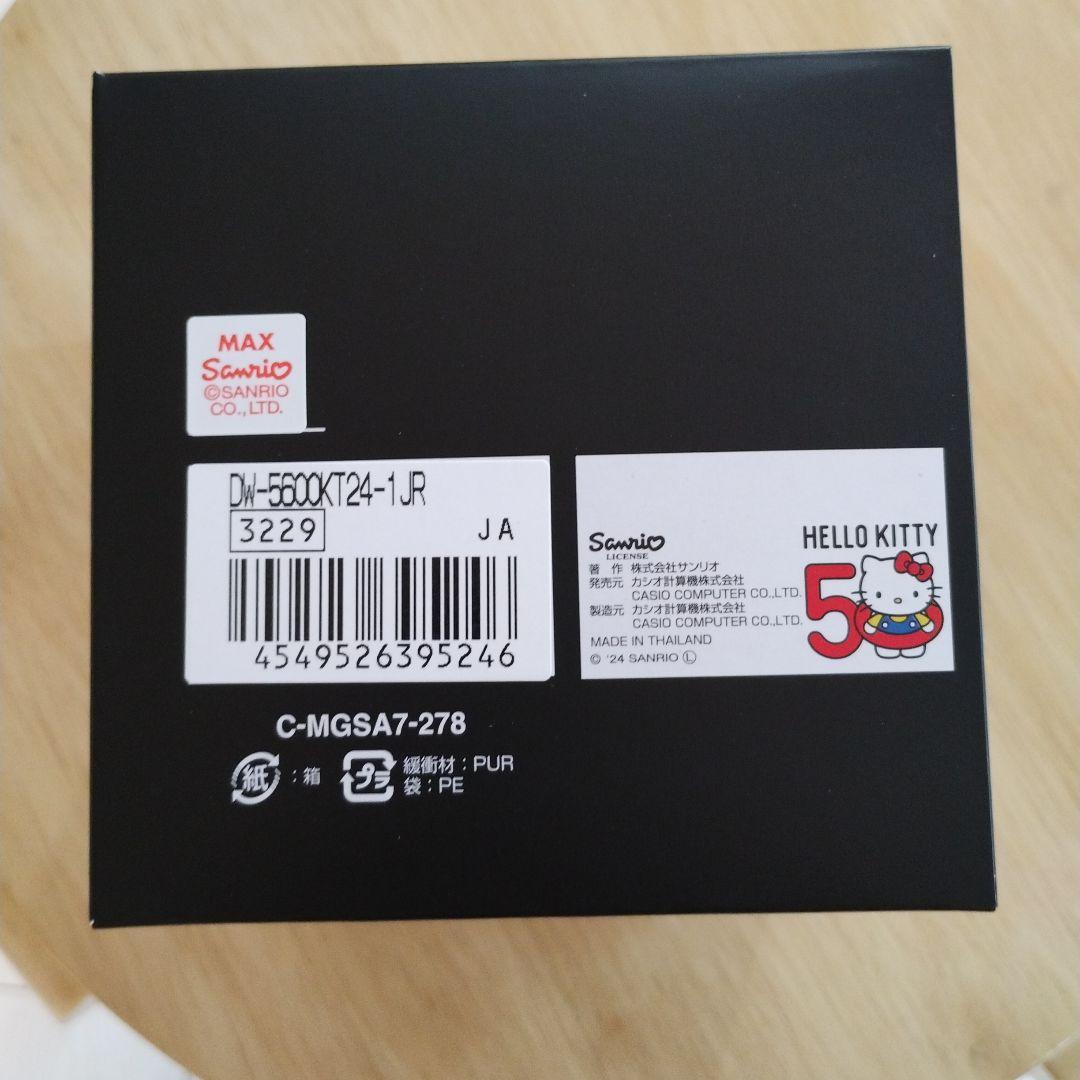 MAX
Sanrio
©SANRIO
CO.,LTD.
DW-5600KT24-1JR
3229 JA
4549526395246
Sanrio
LICENSE
著 作 株式会社サンリオ
発売元 カシオ計算機株式会社
CASIO COMPUTER CO.,LTD.
製造元 カシオ計算機株式会社
CASIO COMPUTER CO.,LTD.
MADE IN THAILAND
© '24 SANRIO Ⓛ
HELLO KITTY
50
C-MGSA7-278
紙 : 箱
プラ 緩衝材 : PUR
袋 : PE